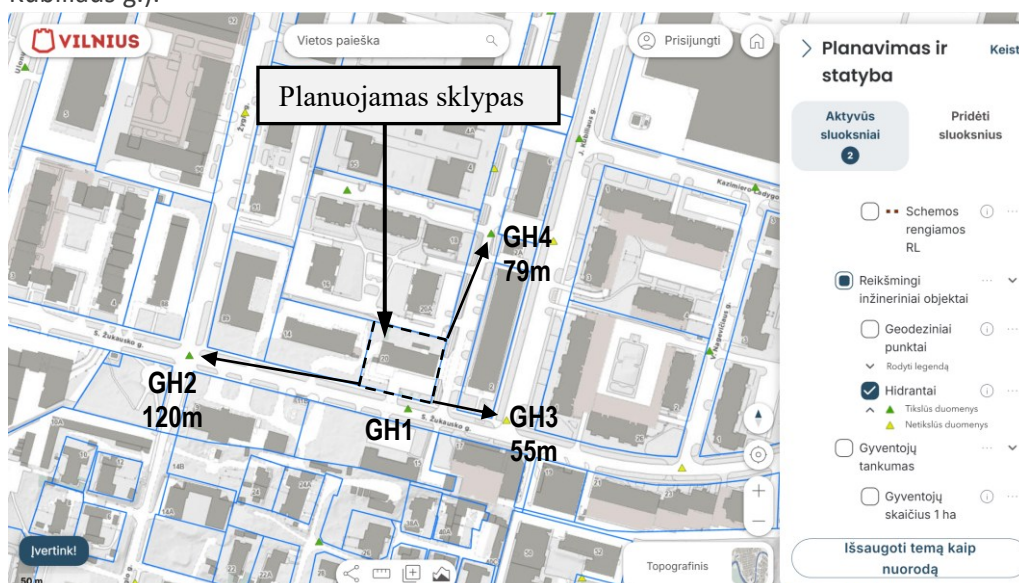 Kubiliaus g.).
VILNIUS
Vietos paieška
Prisijungti
Planuojamas sklypas
GH4
79m
GH2
120m
GH1
GH3
55m
S. Žukausko g.
S. Žukausko g.
J. Kubiliaus g.
Įvertink!
50 m
Topografinis
Planavimas ir
statyba
Keist
Aktyvūs
sluoksniai
2
Pridėti
sluoksnius
Schemos
rengiamos
RL
Reikšmingi
inžineriniai objektai
Geodeziniai
punktai
Rodyti legendą
Hidrantai
Tikslūs duomenys
Netikslūs duomenys
Gyventojų
tankumas
Gyventojų
skaičius 1 ha
Išsaugoti temą kaip
nuorodą